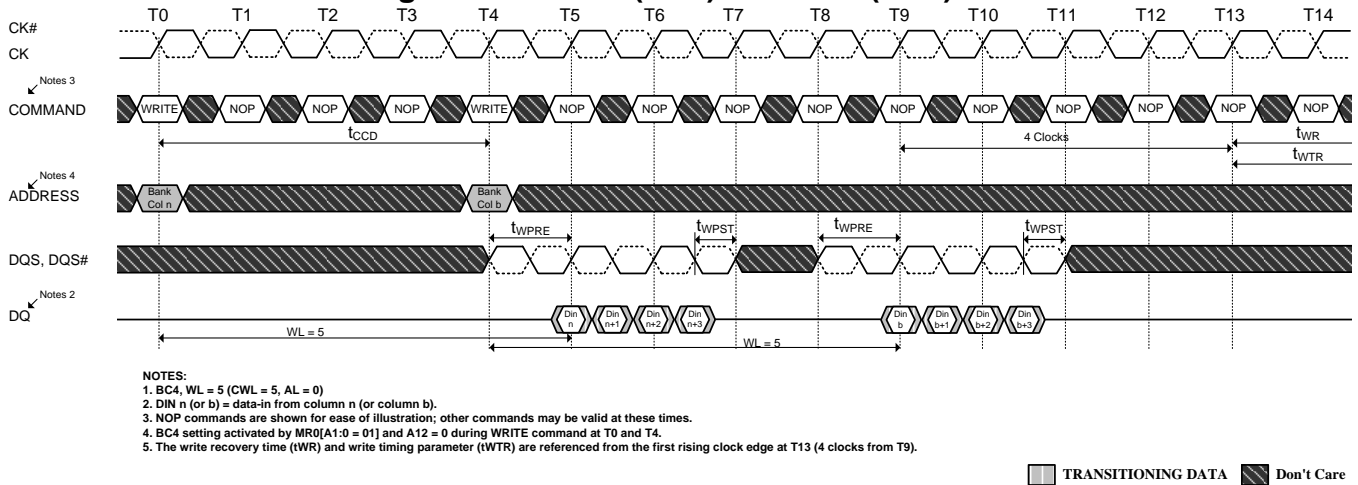 T0 T1 T2 T3 T4 T5 T6 T7 T8 T9 T10 T11 T12 T13 T14
CK#
CK
Notes 3
COMMAND
WRITE NOP NOP NOP WRITE NOP NOP NOP NOP NOP NOP NOP NOP NOP NOP
tCCD
4 Clocks
tWR
tWTR
Notes 4
ADDRESS
Bank Col n
Bank Col b
tWPRE
tWPST
tWPRE
tWPST
DQS, DQS#
Notes 2
DQ
Din n
Din n+1
Din n+2
Din n+3
Din b
Din b+1
Din b+2
Din b+3
WL = 5
WL = 5
NOTES:
1. BC4, WL = 5 (CWL = 5, AL = 0)
2. DIN n (or b) = data-in from column n (or column b).
3. NOP commands are shown for ease of illustration; other commands may be valid at these times.
4. BC4 setting activated by MR0[A1:0 = 01] and A12 = 0 during WRITE command at T0 and T4.
5. The write recovery time (tWR) and write timing parameter (tWTR) are referenced from the first rising clock edge at T13 (4 clocks from T9).
TRANSITIONING DATA
Don't Care